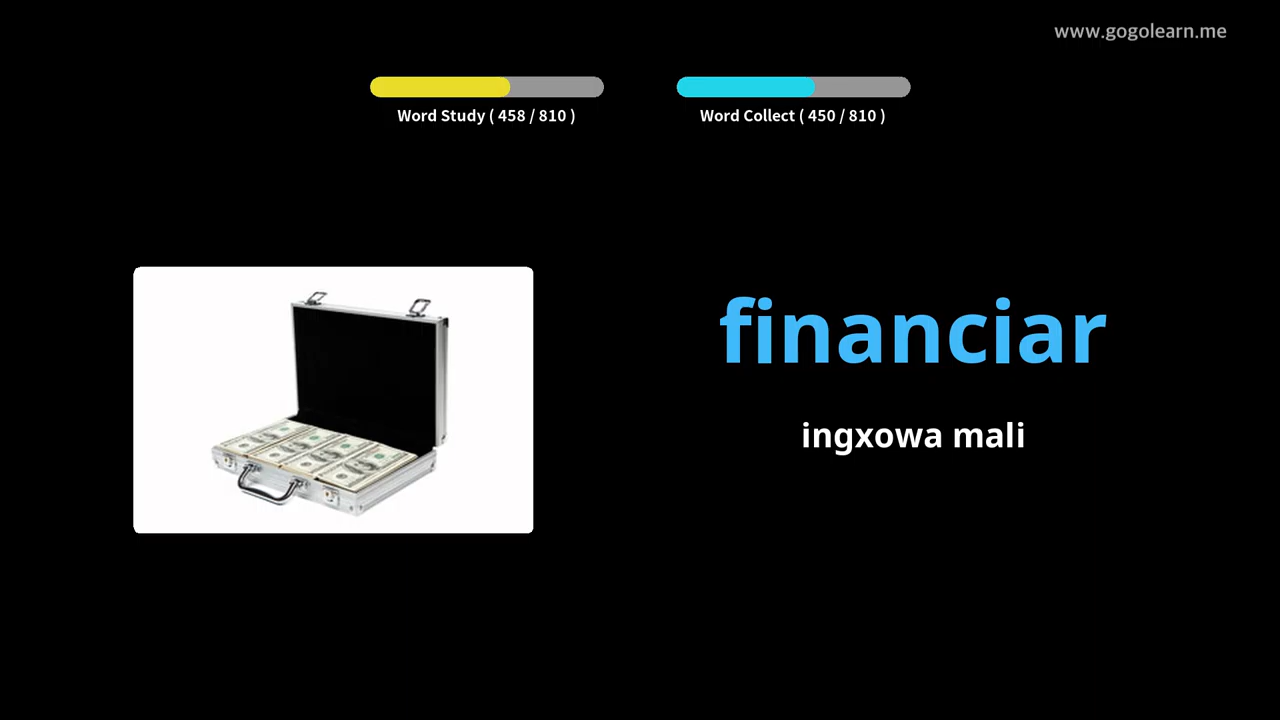 www.gogolearn.me
Word Study ( 458 / 810 )
Word Collect ( 450 / 810 )
financiar
ingxowa mali